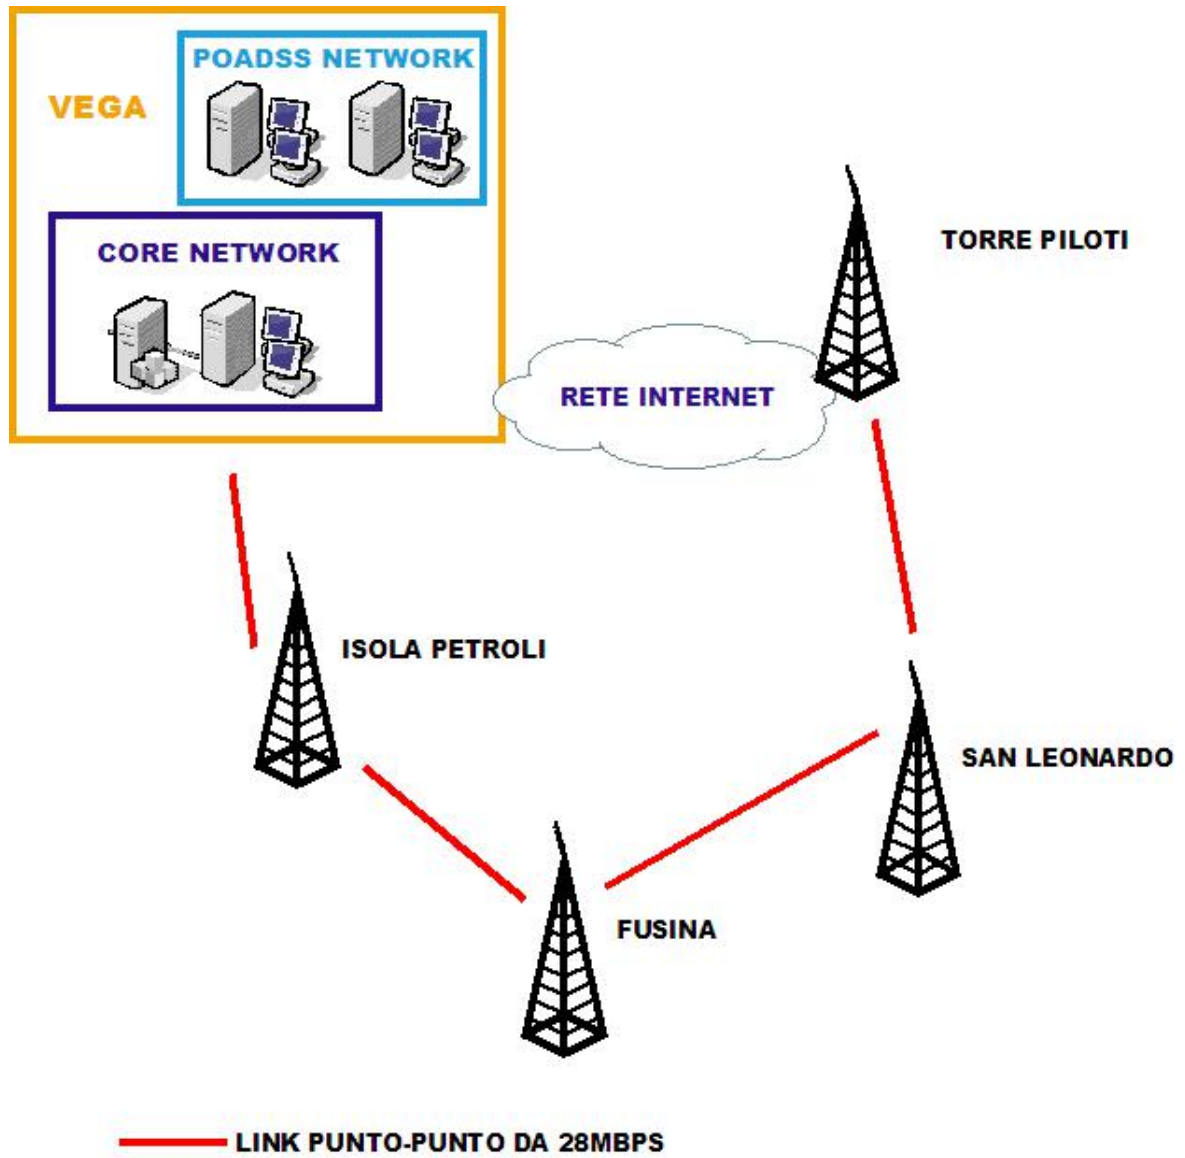 POADSS NETWORK
VEGA
CORE NETWORK
TORRE PILOTI
RETE INTERNET
ISOLA PETROLI
SAN LEONARDO
FUSINA
LINK PUNTO-PUNTO DA 28MBPS